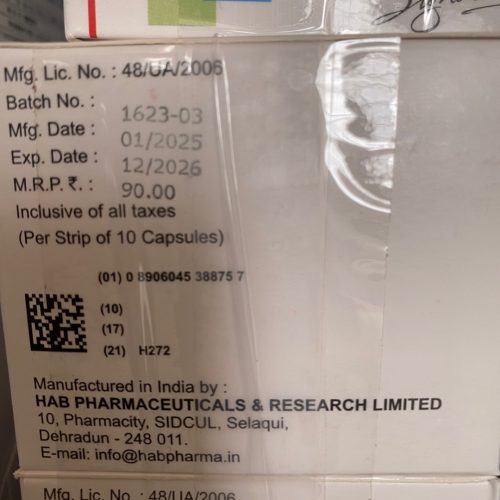 Mfg. Lic. No. : 48/UA/2006
Batch No. : 1623-03
Mfg. Date : 01/2025
Exp. Date : 12/2026
M.R.P. ₹. : 90.00
Inclusive of all taxes
(Per Strip of 10 Capsules)
(01) 0 8906045 38875 7
(10)
(17)
(21) H272
Manufactured in India by :
HAB PHARMACEUTICALS & RESEARCH LIMITED
10, Pharmacity, SIDCUL, Selaqui,
Dehradun - 248 011.
E-mail: info@habpharma.in
Mfg. Lic. No. : 48/UA/2006